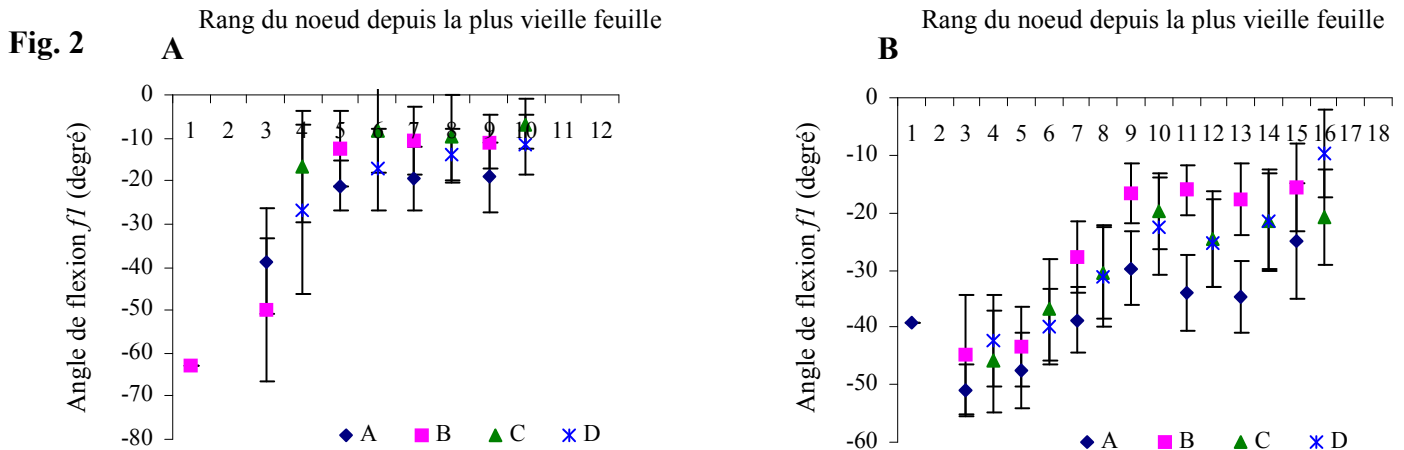 Rang du noeud depuis la plus vieille feuille
Rang du noeud depuis la plus vieille feuille
Fig. 2
A
B
0
-10
-20
-30
-40
-50
-60
-70
-80
1 2 3 4 5 6 7 8 9 10 11 12
Angle de flexion f1 (degré)
A B C D
0
-10
-20
-30
-40
-50
-60
1 2 3 4 5 6 7 8 9 10 11 12 13 14 15 16 17 18
Angle de flexion f1 (degré)
A B C D